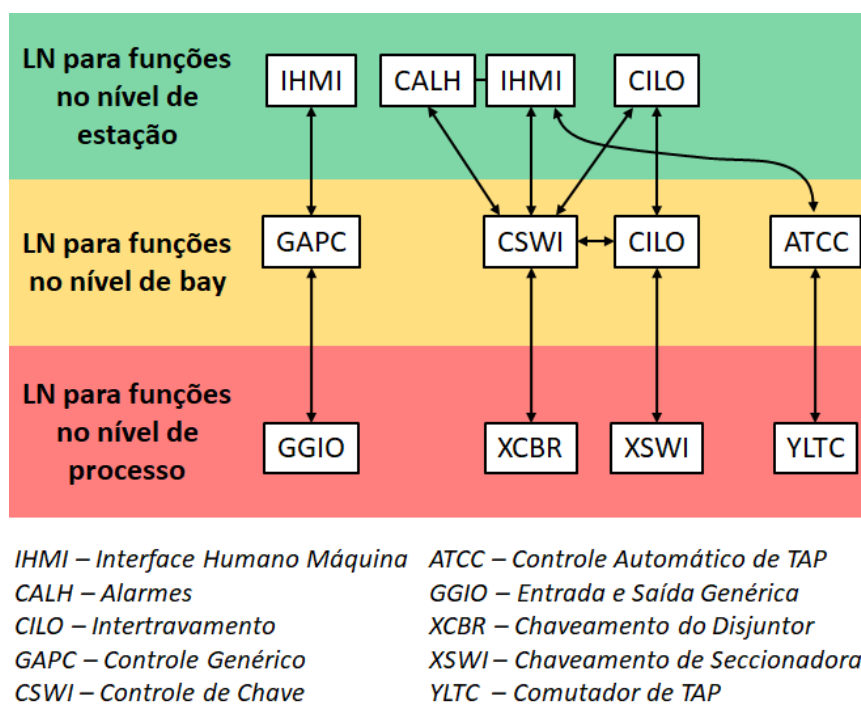 LN para funções
no nível de
estação
IHMI
CALH
IHMI
CILO
LN para funções
no nível de bay
GAPC
CSWI
CILO
ATCC
LN para funções
no nível de
processo
GGIO
XCBR
XSWI
YLTC
IHMI – Interface Humano Máquina
CALH – Alarmes
CILO – Intertravamento
GAPC – Controle Genérico
CSWI – Controle de Chave
ATCC – Controle Automático de TAP
GGIO – Entrada e Saída Genérica
XCBR – Chaveamento do Disjuntor
XSWI – Chaveamento de Seccionadora
YLTC – Comutador de TAP